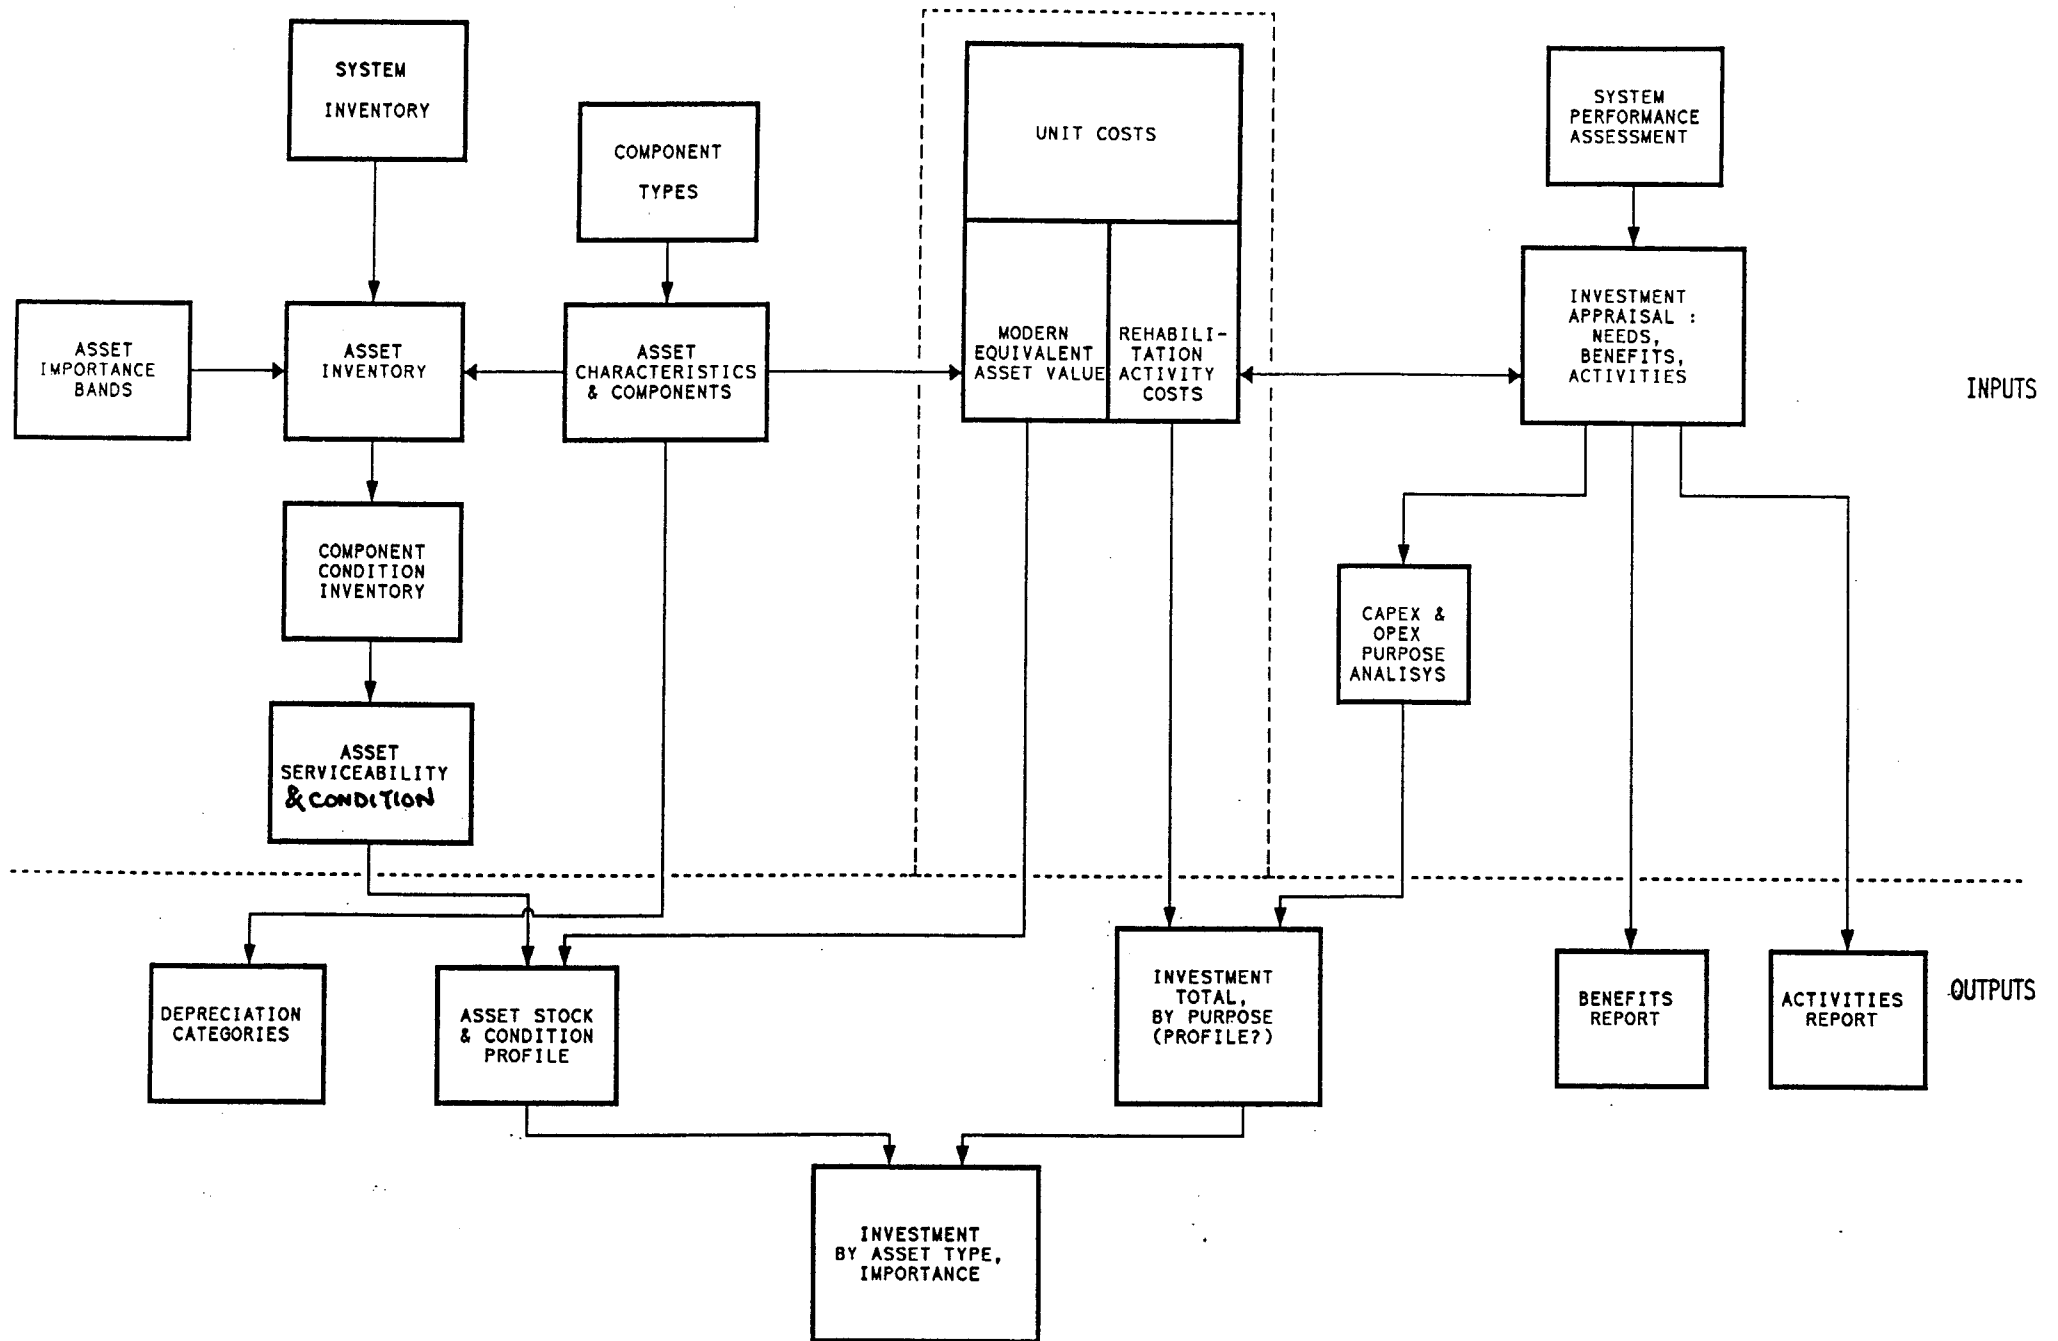 SYSTEM
INVENTORY
COMPONENT
TYPES
UNIT COSTS
SYSTEM
PERFORMANCE
ASSESSMENT
ASSET
IMPORTANCE
BANDS
ASSET
INVENTORY
ASSET
CHARACTERISTICS
& COMPONENTS
MODERN
EQUIVALENT
ASSET VALUE
REHABILI-
TATION
ACTIVITY
COSTS
INVESTMENT
APPRAISAL :
NEEDS,
BENEFITS,
ACTIVITIES
INPUTS
COMPONENT
CONDITION
INVENTORY
CAPEX &
OPEX
PURPOSE
ANALISYS
ASSET
SERVICEABILITY
& CONDITION
DEPRECIATION
CATEGORIES
ASSET STOCK
& CONDITION
PROFILE
INVESTMENT
TOTAL,
BY PURPOSE
(PROFILE?)
BENEFITS
REPORT
ACTIVITIES
REPORT
OUTPUTS
INVESTMENT
BY ASSET TYPE,
IMPORTANCE